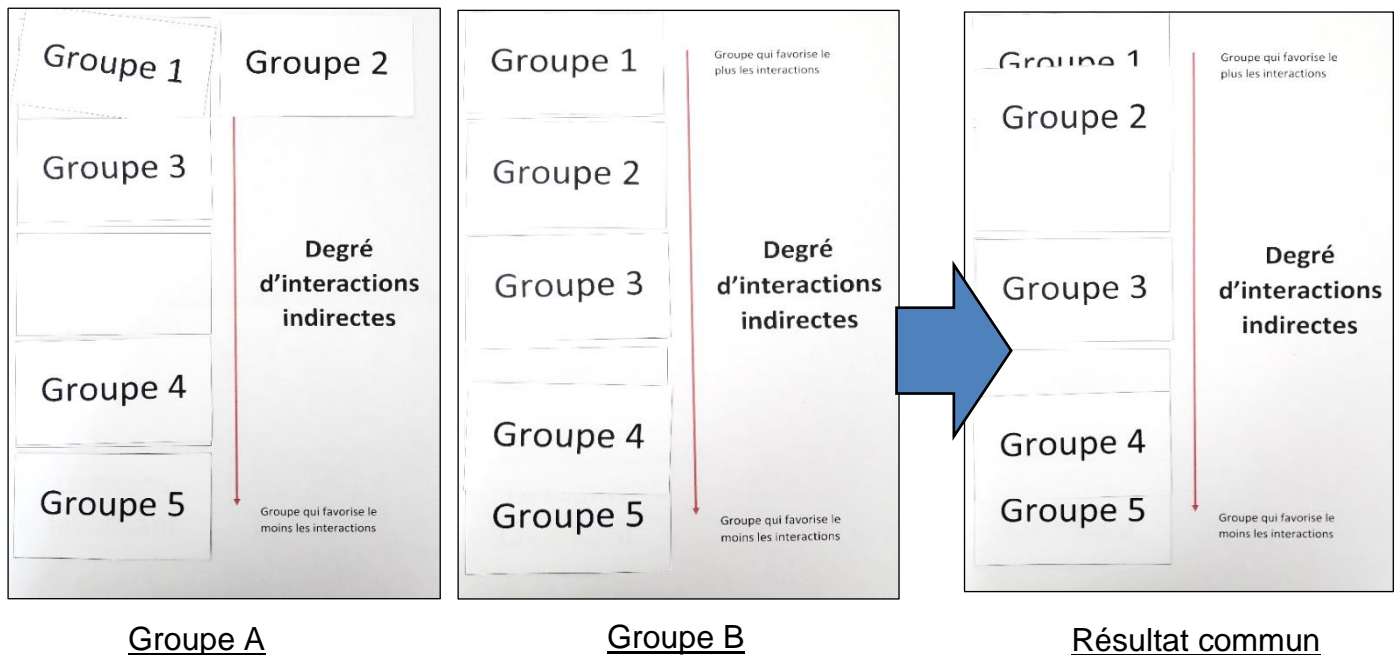 Groupe 1
Groupe 2
Groupe 3
Degré
d'interactions
indirectes
Groupe 4
Groupe 5
Groupe qui favorise le
moins les interactions
Groupe A
Groupe 1
Groupe qui favorise le
plus les interactions
Groupe 2
Groupe 3
Degré
d'interactions
indirectes
Groupe 4
Groupe 5
Groupe qui favorise le
moins les interactions
Groupe B
Groupe 1
Groupe qui favorise le
plus les interactions
Groupe 2
Groupe 3
Degré
d'interactions
indirectes
Groupe 4
Groupe 5
Groupe qui favorise le
moins les interactions
Résultat commun